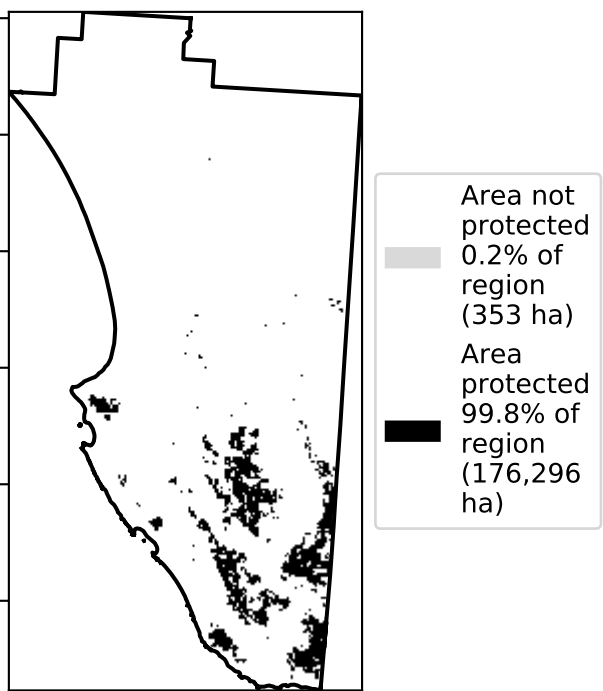 Area not
protected
0.2% of
region
(353 ha)
Area
protected
99.8% of
region
(176,296
ha)